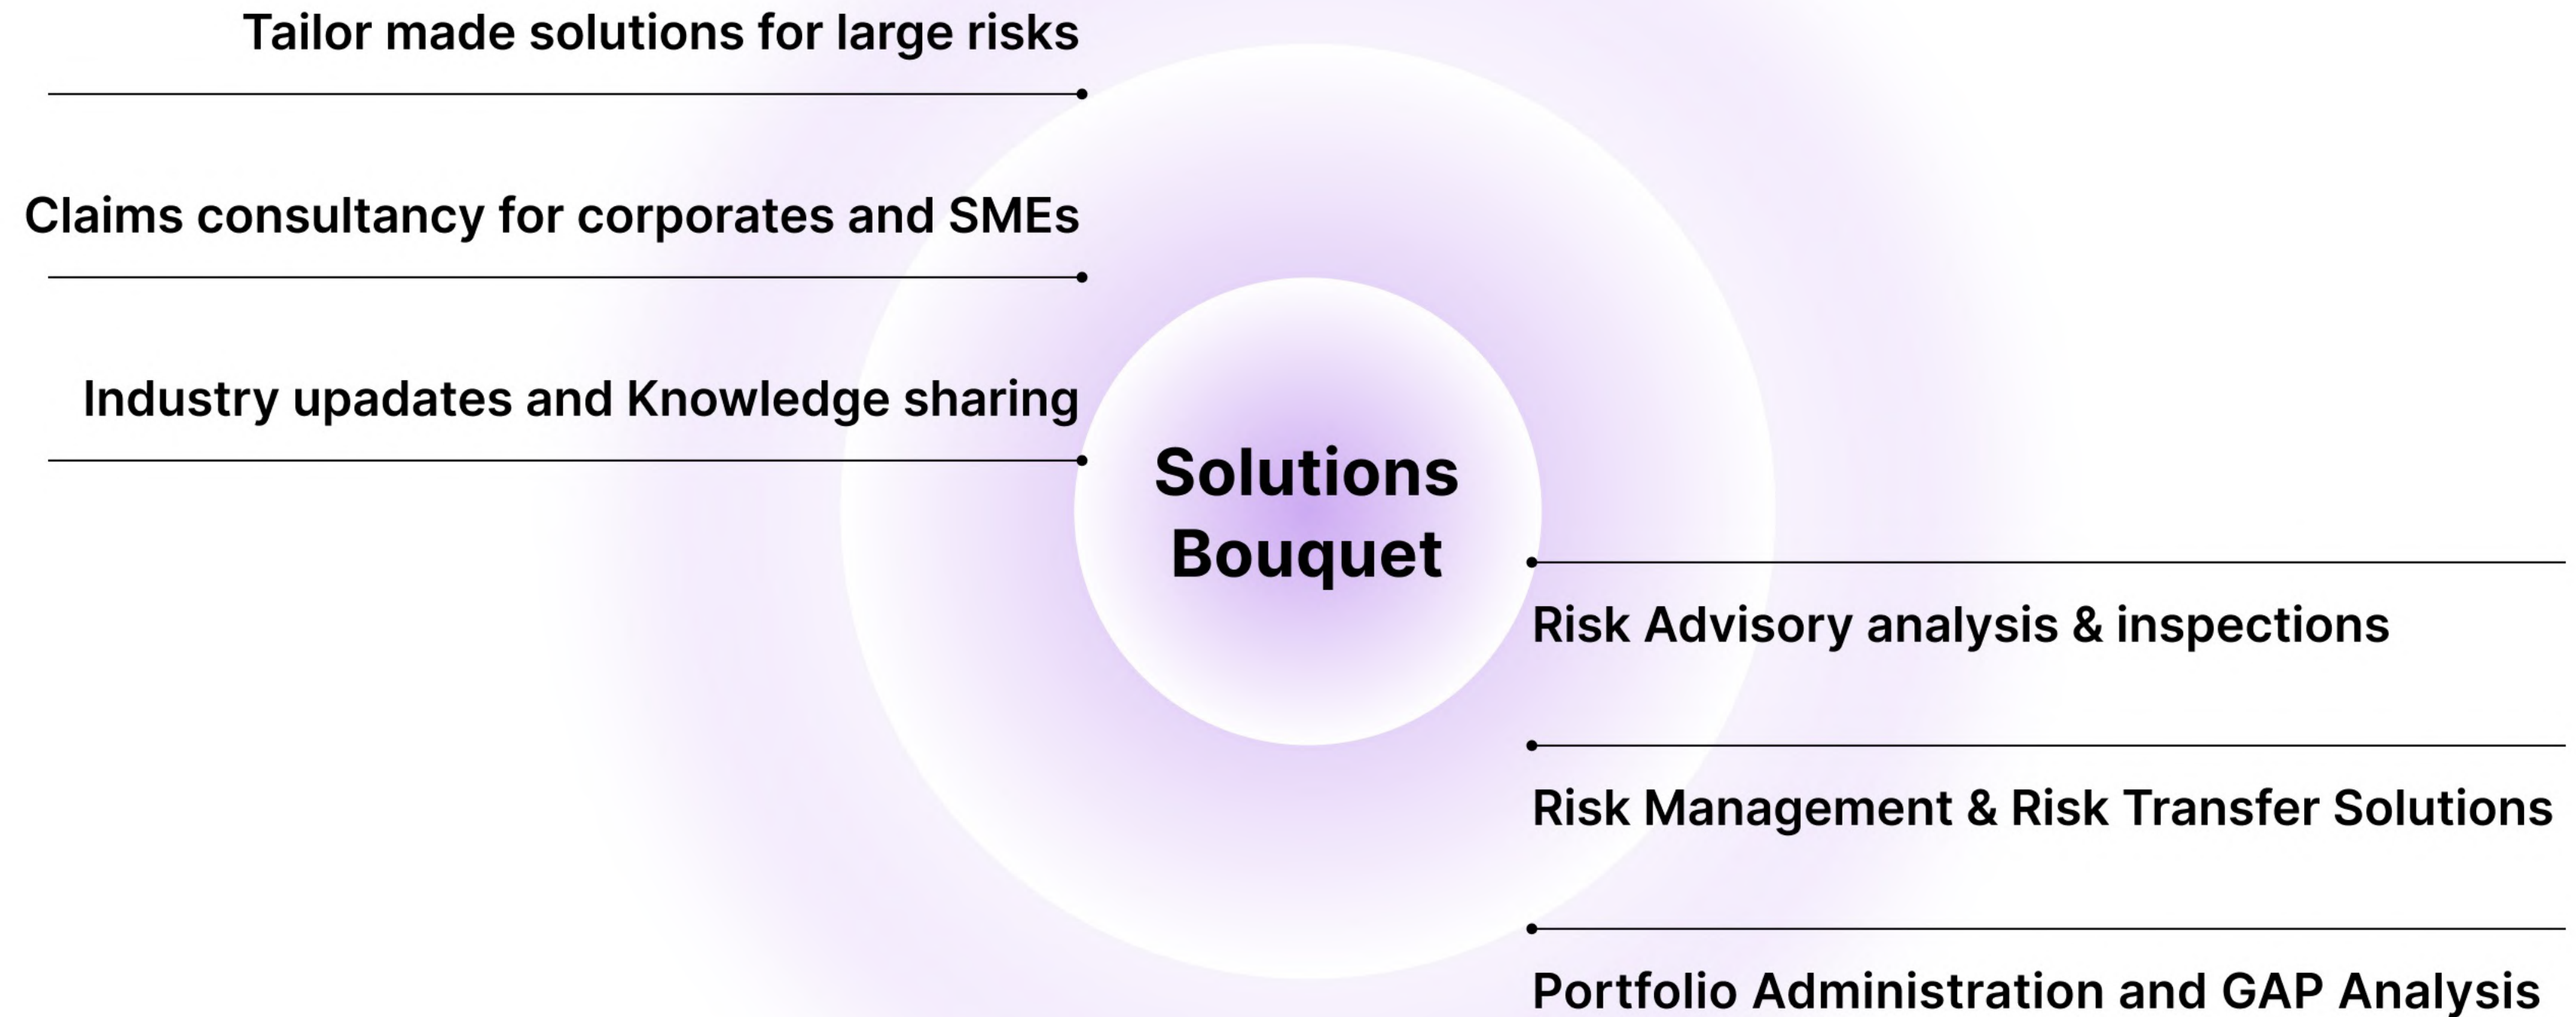 Tailor made solutions for large risks
Claims consultancy for corporates and SMEs
Industry upadates and Knowledge sharing
Solutions
Bouquet
Risk Advisory analysis & inspections
Risk Management & Risk Transfer Solutions
Portfolio Administration and GAP Analysis